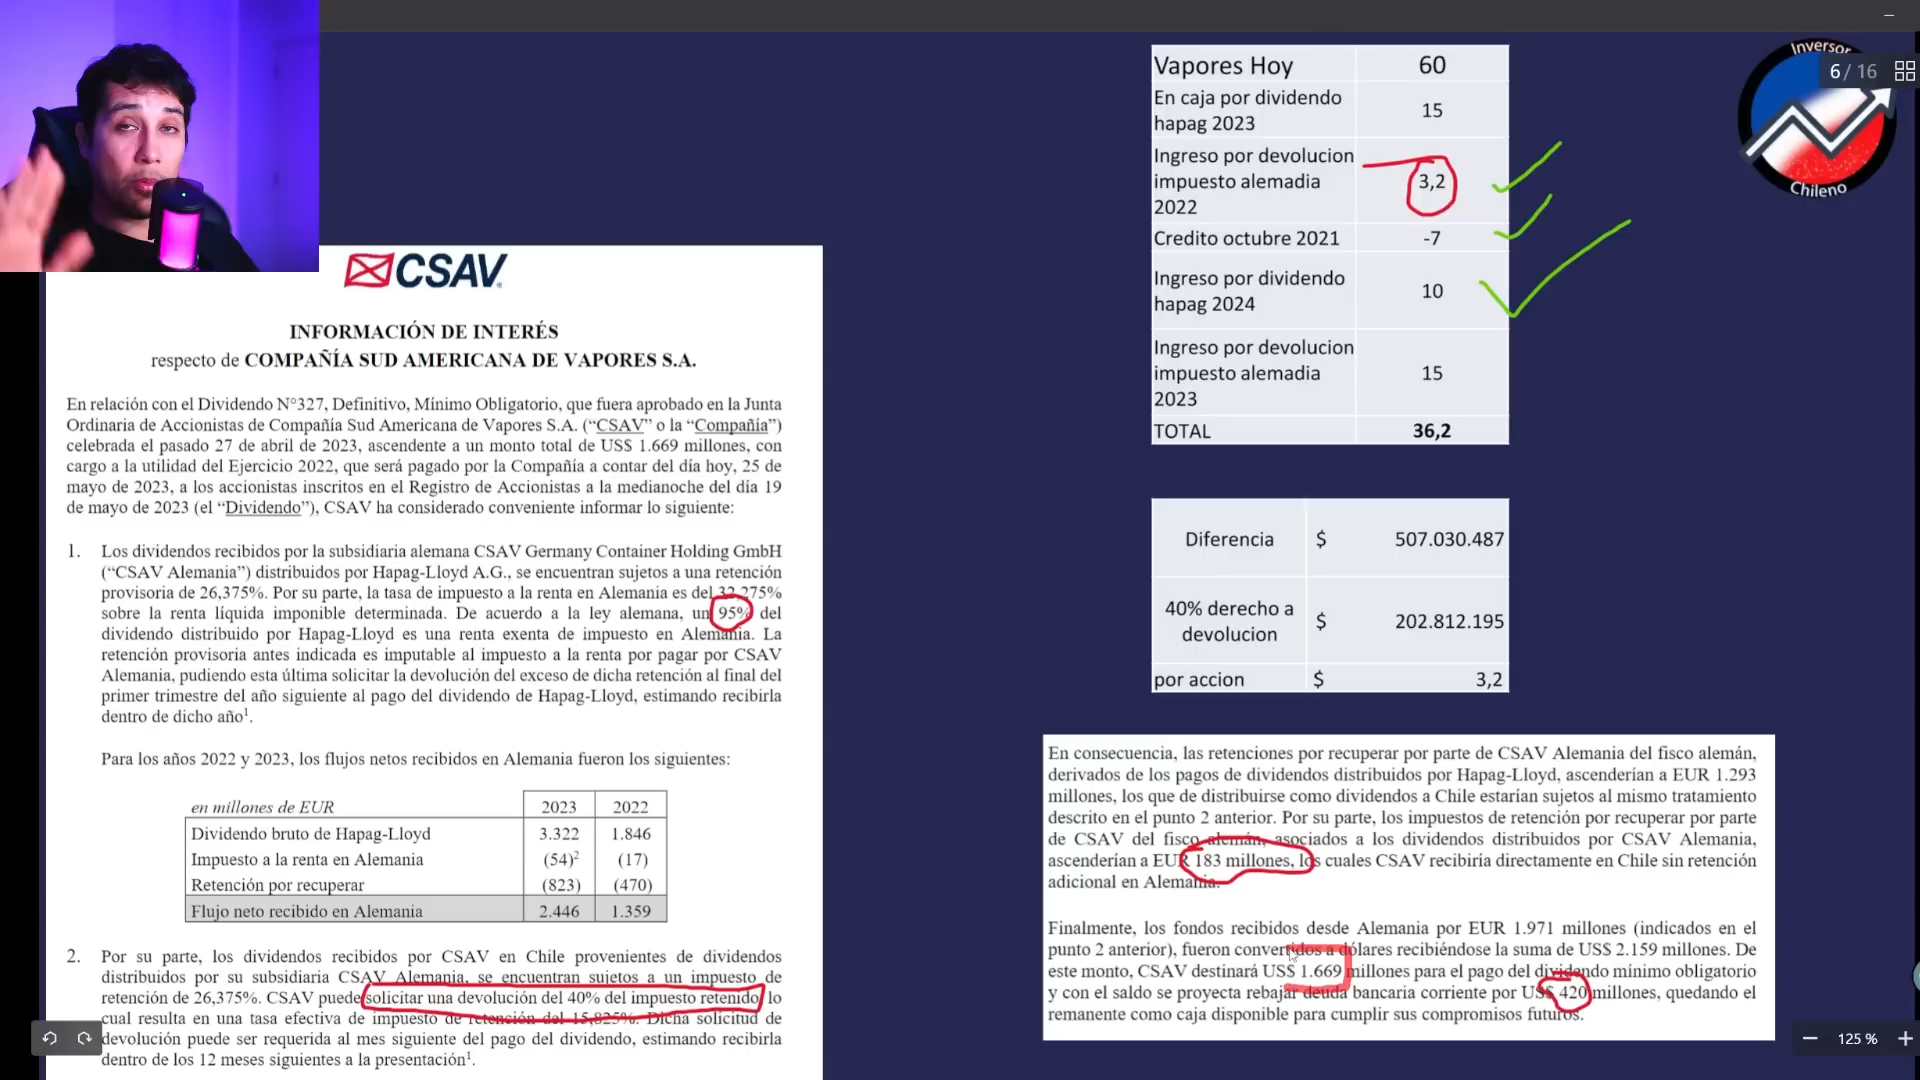 CSAV
INFORMACIÓN DE INTERÉS
respecto de COMPAÑÍA SUD AMERICANA DE VAPORES S.A.
En relación con el Dividendo N°327, Definitivo, Mínimo Obligatorio, que fuera aprobado en la Junta
Ordinaria de Accionistas de Compañía Sud Americana de Vapores S.A. (“CSAV” o la “Compañía”)
celebrada el pasado 27 de abril de 2023, ascendente a un monto total de US$ 1.669 millones, con
cargo a la utilidad del Ejercicio 2022, que será pagado por la Compañía a contar del día hoy, 25 de
mayo de 2023, a los accionistas inscritos en el Registro de Accionistas a la medianoche del día 19
de mayo de 2023 (el “Dividendo”), CSAV ha considerado conveniente informar lo siguiente:
1. Los dividendos recibidos por la subsidiaria alemana CSAV Germany Container Holding GmbH
(“CSAV Alemania”) distribuidos por Hapag-Lloyd A.G., se encuentran sujetos a una retención
provisoria de 26,375%. Por su parte, la tasa de impuesto a la renta en Alemania es del 32,275%
sobre la renta líquida imponible determinada. De acuerdo a la ley alemana, un 95% del
dividendo distribuido por Hapag-Lloyd es una renta exenta de impuesto en Alemania. La
retención provisoria antes indicada es imputable al impuesto a la renta por pagar por CSAV
Alemania, pudiendo esta última solicitar la devolución del exceso de dicha retención al final del
primer trimestre del año siguiente al pago del dividendo de Hapag-Lloyd, estimando recibirla
dentro de dicho año1.
Para los años 2022 y 2023, los flujos netos recibidos en Alemania fueron los siguientes:
en millones de EUR 2023 2022
Dividendo bruto de Hapag-Lloyd 3.322 1.846
Impuesto a la renta en Alemania (54)2 (17)
Retención por recuperar (823) (470)
Flujo neto recibido en Alemania 2.446 1.359
2. Por su parte, los dividendos recibidos por CSAV en Chile provenientes de dividendos
distribuidos por su subsidiaria CSAV Alemania, se encuentran sujetos a un impuesto de
retención de 26,375%. CSAV puede solicitar una devolución del 40% del impuesto retenido, lo
cual resulta en una tasa efectiva de impuesto de retención del 15,825%. Dicha solicitud de
devolución puede ser requerida al mes siguiente del pago del dividendo, estimando recibirla
dentro de los 12 meses siguientes a la presentación1.
Vapores Hoy 60
En caja por dividendo
hapag 2023 15
Ingreso por devolucion
impuesto alemadia 3,2
2022
Credito octubre 2021 -7
Ingreso por dividendo
hapag 2024 10
Ingreso por devolucion
impuesto alemadia 15
2023
TOTAL 36,2
Diferencia $ 507.030.487
40% derecho a
devolucion $ 202.812.195
por accion $ 3,2
En consecuencia, las retenciones por recuperar por parte de CSAV Alemania del fisco alemán,
derivados de los pagos de dividendos distribuidos por Hapag-Lloyd, ascenderían a EUR 1.293
millones, los que de distribuirse como dividendos a Chile estarían sujetos al mismo tratamiento
descrito en el punto 2 anterior. Por su parte, los impuestos de retención por recuperar por parte
de CSAV del fisco alemán, asociados a los dividendos distribuidos por CSAV Alemania,
ascenderían a EUR 183 millones, los cuales CSAV recibiría directamente en Chile sin retención
adicional en Alemania.
Finalmente, los fondos recibidos desde Alemania por EUR 1.971 millones (indicados en el
punto 2 anterior), fueron convertidos a dólares recibiéndose la suma de US$ 2.159 millones. De
este monto, CSAV destinará US$ 1.669 millones para el pago del dividendo mínimo obligatorio
y con el saldo se proyecta rebajar deuda bancaria corriente por US$ 420 millones, quedando el
remanente como caja disponible para cumplir sus compromisos futuros.
Inversor
Chileno
6 / 16
125 %